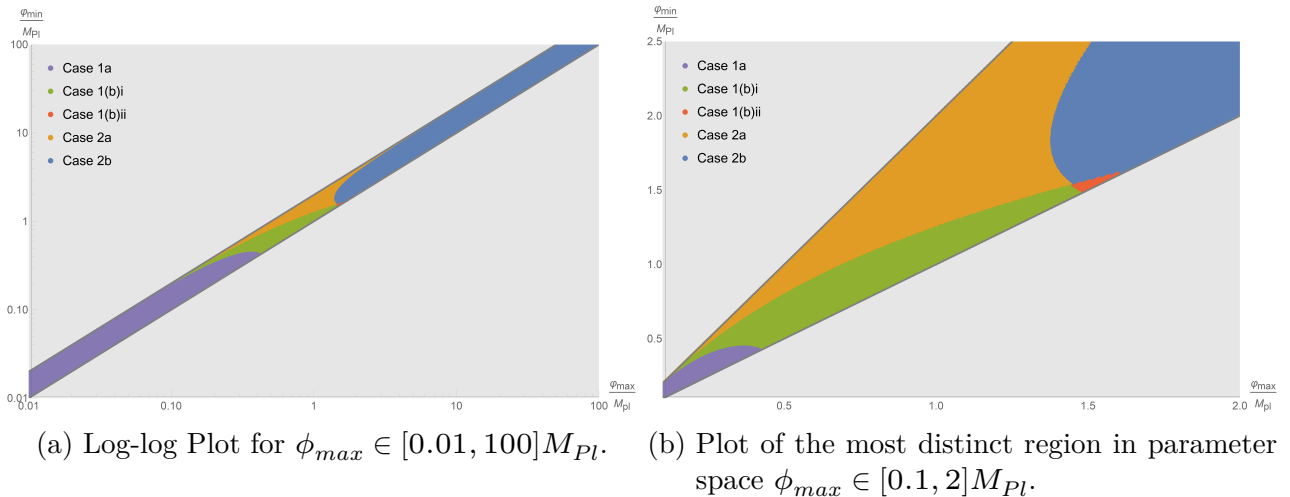 φmin
MPl
100
10
1
0.10
0.01
Case 1a
Case 1(b)i
Case 1(b)ii
Case 2a
Case 2b
0.01 0.10 1 10 100
φmax
Mpl
φmin
MPl
2.5
2.0
1.5
1.0
0.5
Case 1a
Case 1(b)i
Case 1(b)ii
Case 2a
Case 2b
0.5 1.0 1.5 2.0
φmax
Mpl
(a) Log-log Plot for ϕmax ∈ [0.01, 100]MPl.
(b) Plot of the most distinct region in parameter
space ϕmax ∈ [0.1, 2]MPl.